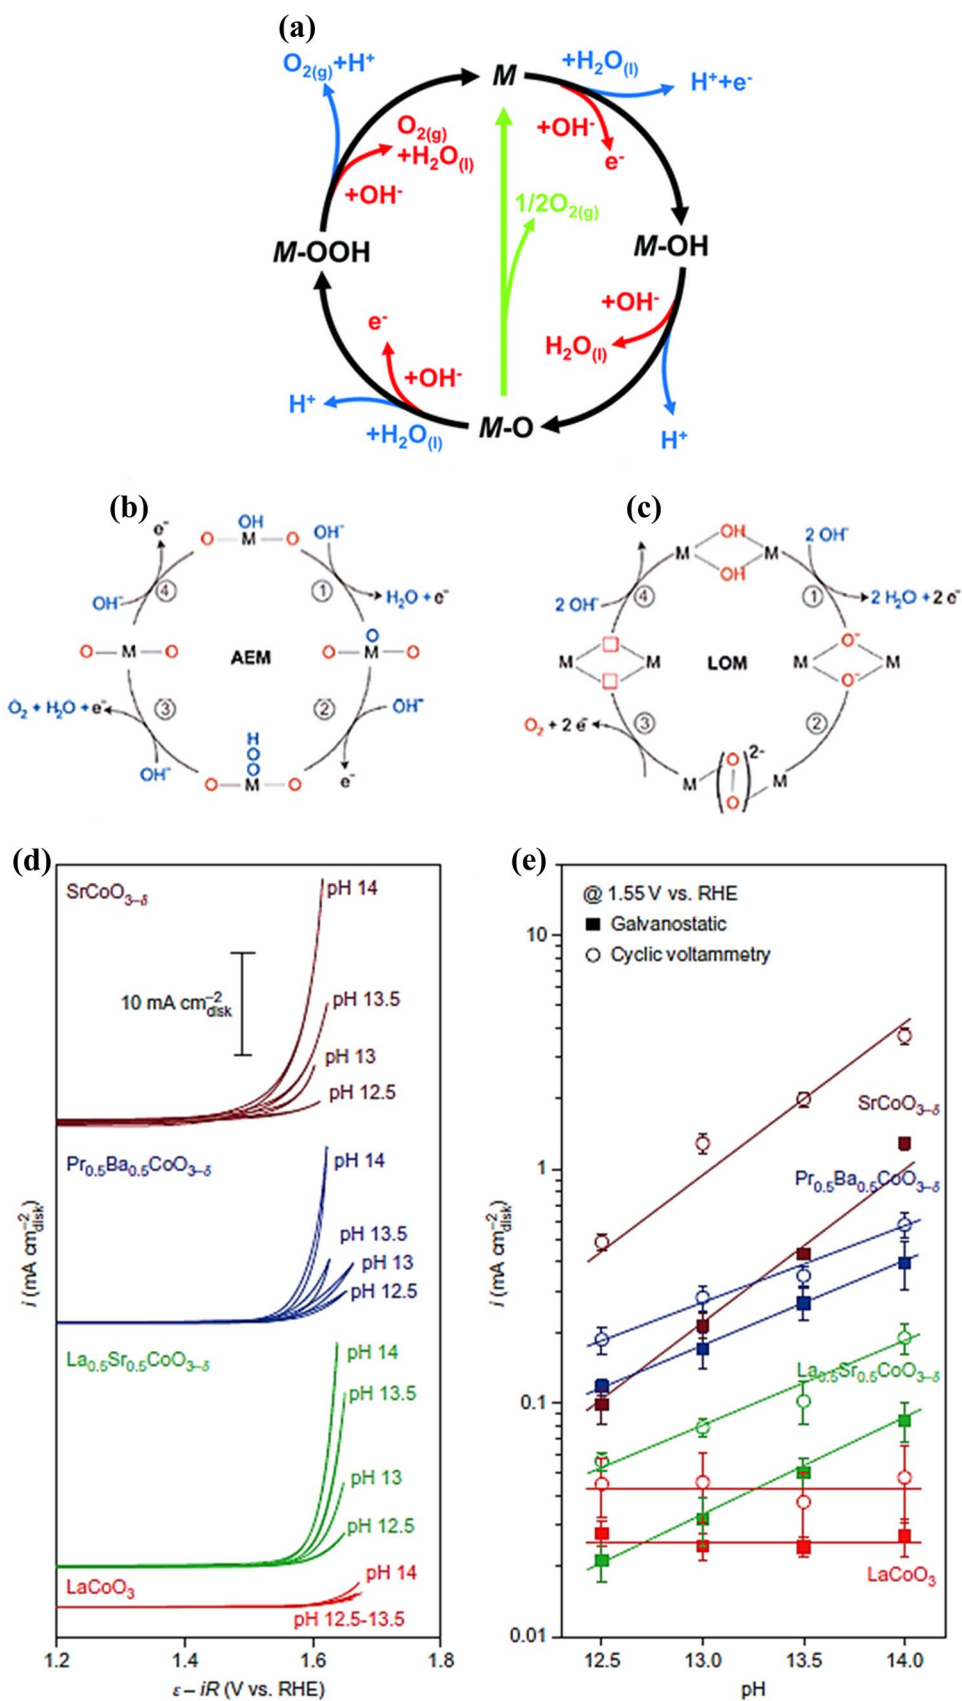 (a)
O2(g)+H+
M
+H2O(l)
H++e-
O2(g)
+H2O(l)
+OH-
e-
+OH-
1/2O2(g)
M-OOH
M-OH
e-
+OH-
H2O(l)
+OH-
H+
+H2O(l)
M-O
H+
(b)
e-
OH
O M O
OH-
4
1
OH-
H2O + e-
O M O
AEM
O
O M O
O2 + H2O + e-
3
2
OH-
H
O
O
OH-
O M O
e-
(c)
OH
M M
OH
2 OH-
4
1
2 OH-
2 H2O + 2 e-
M M
LOM
O-
M M
O-
O2 + 2 e-
3
2
M (O O)2- M
(d)
SrCoO3–δ
pH 14
10 mA cm–2disk
pH 13.5
pH 13
pH 12.5
Pr0.5Ba0.5CoO3–δ
pH 14
pH 13.5
pH 13
pH 12.5
La0.5Sr0.5CoO3–δ
pH 14
pH 13.5
pH 13
pH 12.5
LaCoO3
pH 14
pH 12.5-13.5
i (mA cm–2disk)
1.2 1.4 1.6 1.8
ε – iR (V vs. RHE)
(e)
@ 1.55 V vs. RHE
Galvanostatic
Cyclic voltammetry
10
SrCoO3–δ
1
Pr0.5Ba0.5CoO3–δ
La0.5Sr0.5CoO3–δ
0.1
LaCoO3
0.01
i (mA cm–2disk)
12.5 13.0 13.5 14.0
pH